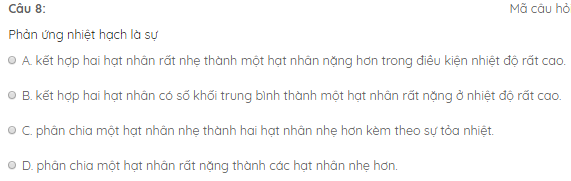 Câu 8:
Mã câu hỏ
Phản ứng nhiệt hạch là sự
A. kết hợp hai hạt nhân rất nhẹ thành một hạt nhân nặng hơn trong điều kiện nhiệt độ rất cao.
B. kết hợp hai hạt nhân có số khối trung bình thành một hạt nhân rất nặng ở nhiệt độ rất cao.
C. phân chia một hạt nhân nhẹ thành hai hạt nhân nhẹ hơn kèm theo sự tỏa nhiệt.
D. phân chia một hạt nhân rất nặng thành các hạt nhân nhẹ hơn.